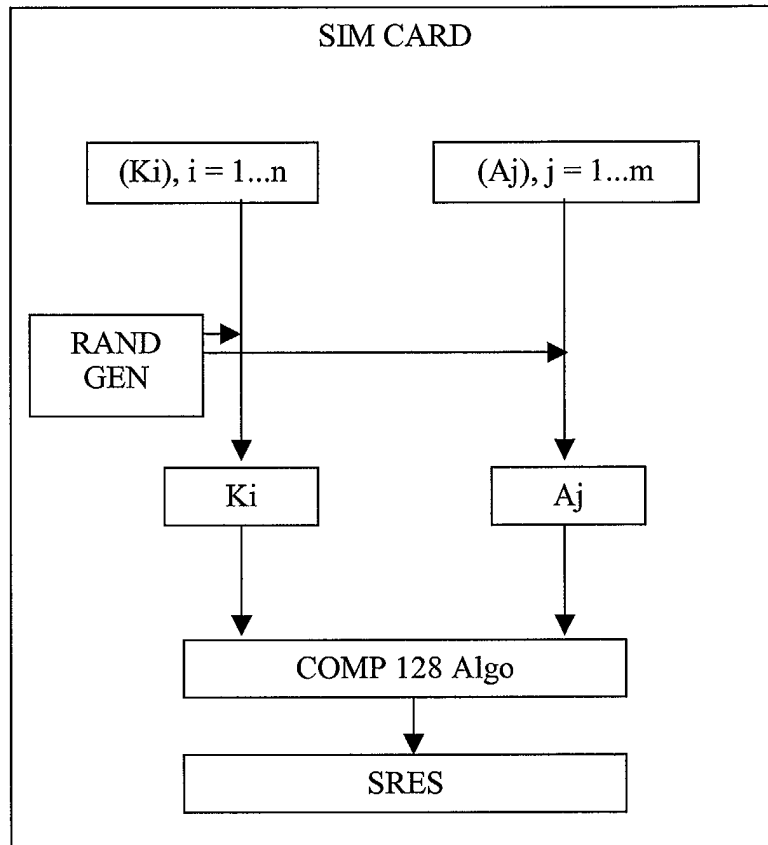 SIM CARD
(Ki), i = 1...n
(Aj), j = 1...m
RAND
GEN
Ki
Aj
COMP 128 Algo
SRES